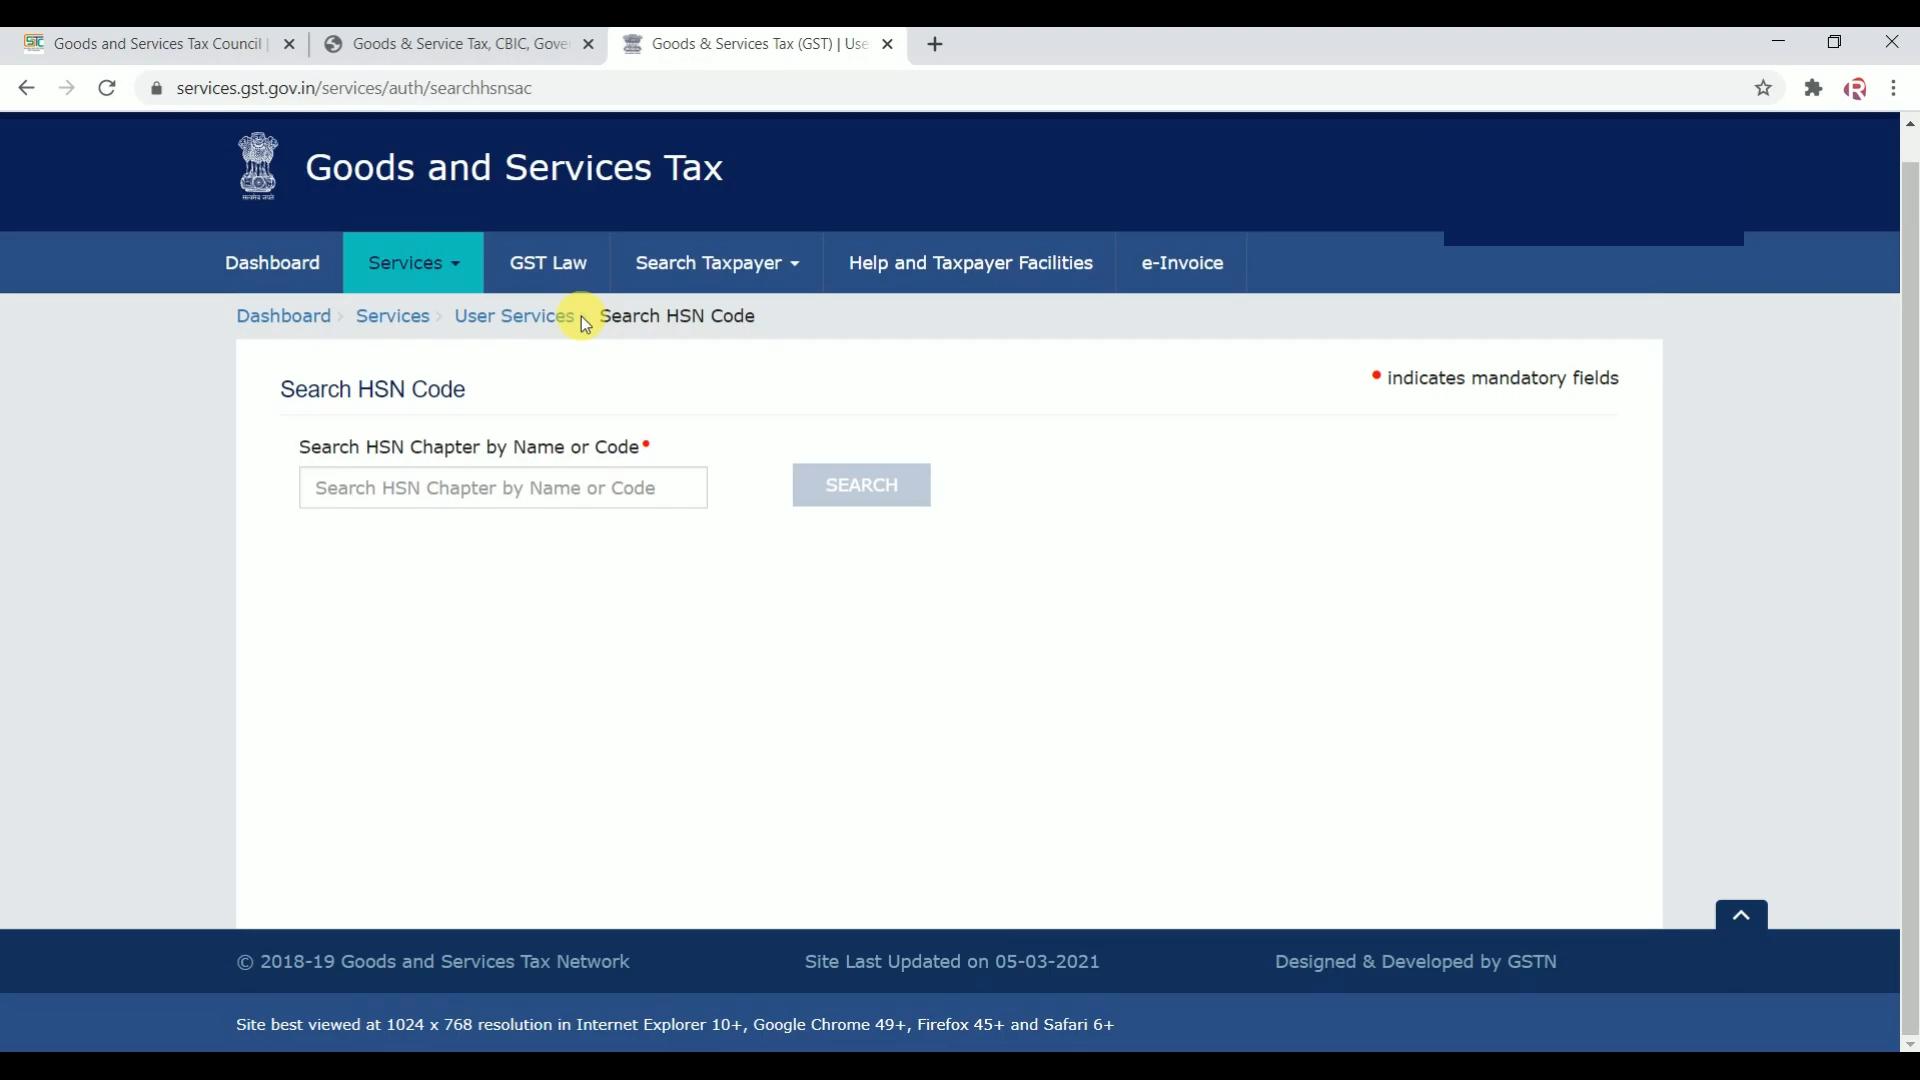 Goods and Services Tax Council
Goods & Service Tax, CBIC, Gove
Goods & Services Tax (GST) | Use
services.gst.gov.in/services/auth/searchhsnsac
Goods and Services Tax
Dashboard
Services
GST Law
Search Taxpayer
Help and Taxpayer Facilities
e-Invoice
Dashboard
Services
User Services
Search HSN Code
Search HSN Code
• indicates mandatory fields
Search HSN Chapter by Name or Code•
Search HSN Chapter by Name or Code
SEARCH
© 2018-19 Goods and Services Tax Network
Site Last Updated on 05-03-2021
Designed & Developed by GSTN
Site best viewed at 1024 x 768 resolution in Internet Explorer 10+, Google Chrome 49+, Firefox 45+ and Safari 6+